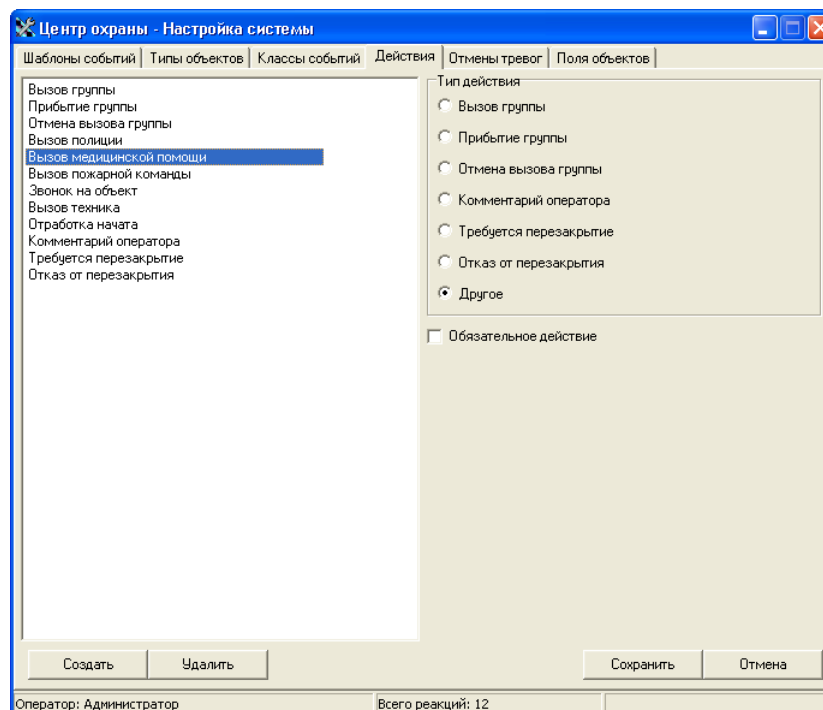 Центр охраны - Настройка системы
Шаблоны событий Типы объектов Классы событий Действия Отмены тревог Поля объектов
Вызов группы
Прибытие группы
Отмена вызова группы
Вызов полиции
Вызов медицинской помощи
Вызов пожарной команды
Звонок на объект
Вызов техника
Отработка начата
Комментарий оператора
Требуется перезакрытие
Отказ от перезакрытия
Тип действия
Вызов группы
Прибытие группы
Отмена вызова группы
Комментарий оператора
Требуется перезакрытие
Отказ от перезакрытия
Другое
Обязательное действие
Создать Удалить Сохранить Отмена
Оператор: Администратор Всего реакций: 12